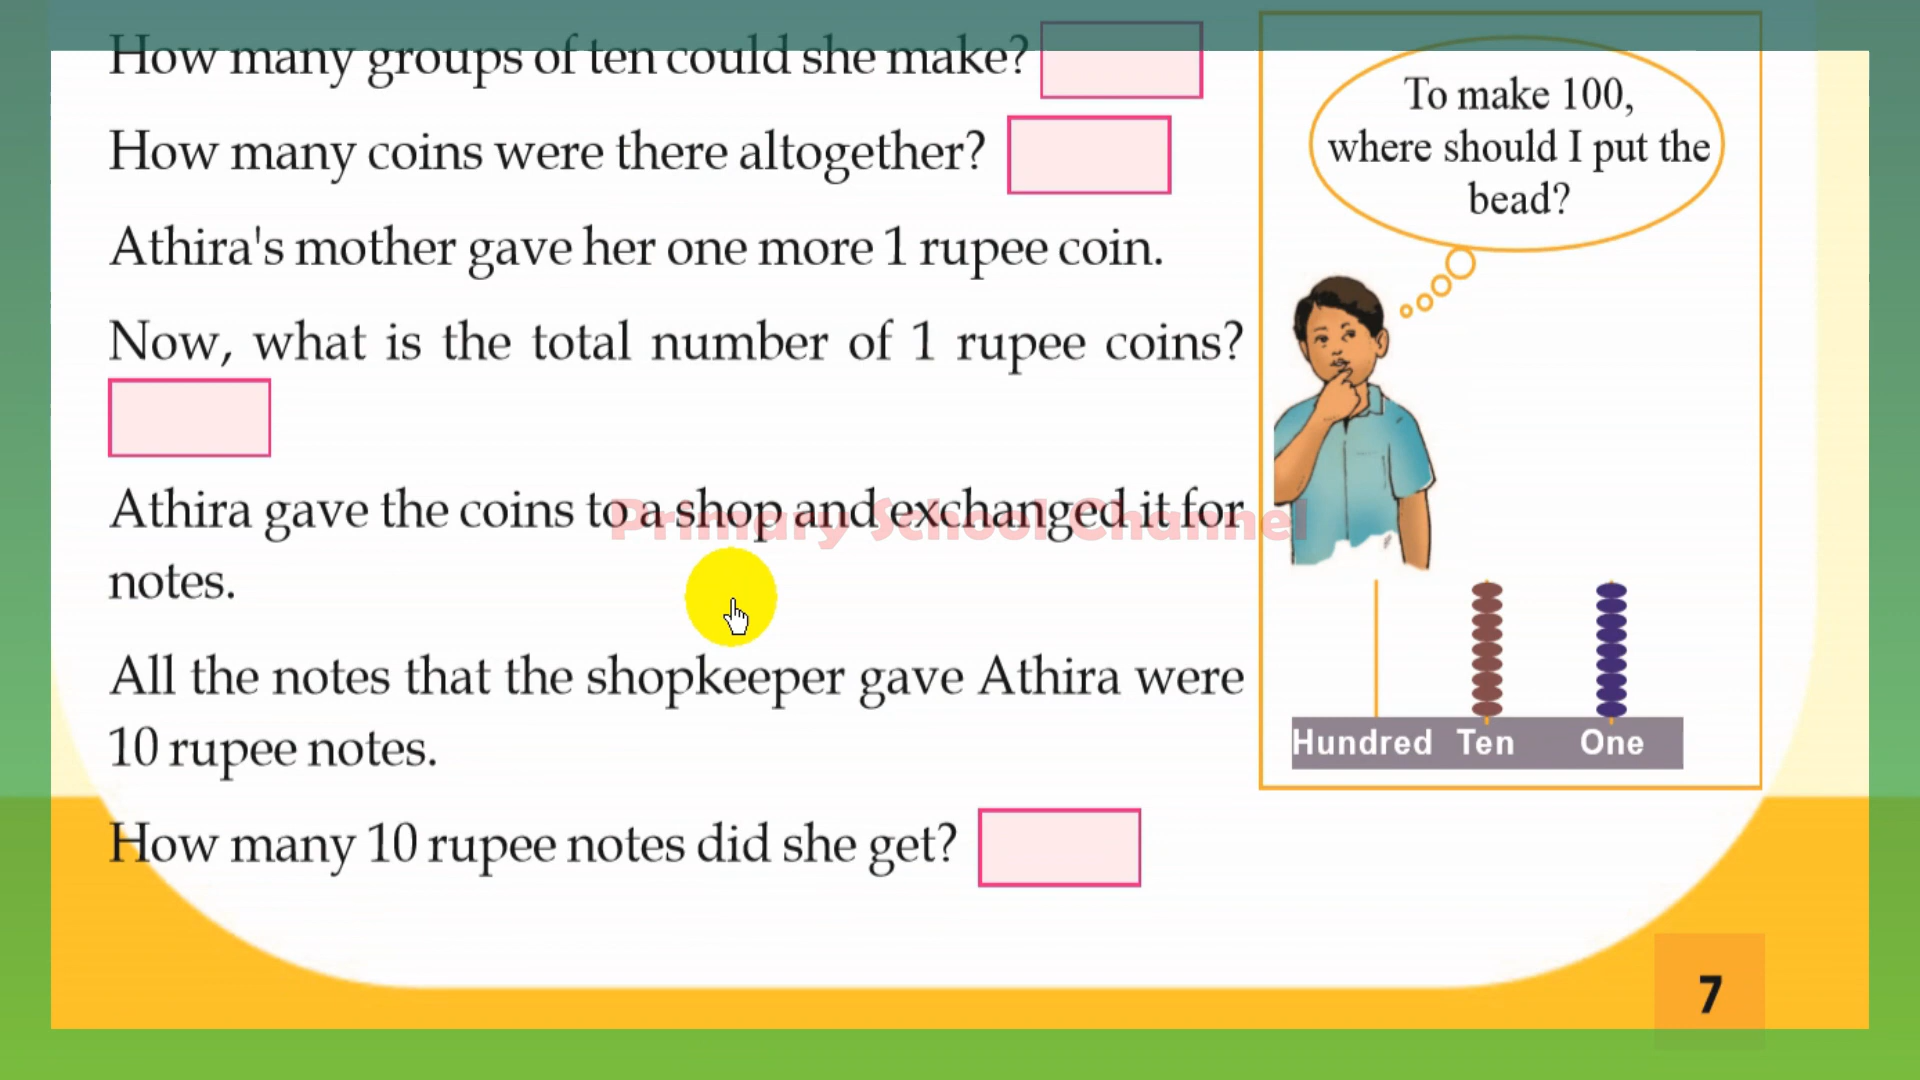 How many groups of ten could she make?
How many coins were there altogether?
Athira's mother gave her one more 1 rupee coin.
Now, what is the total number of 1 rupee coins?
Athira gave the coins to a shop and exchanged it for
notes.
All the notes that the shopkeeper gave Athira were
10 rupee notes.
How many 10 rupee notes did she get?
To make 100,
where should I put the
bead?
Hundred Ten One
Primary School Channel
7